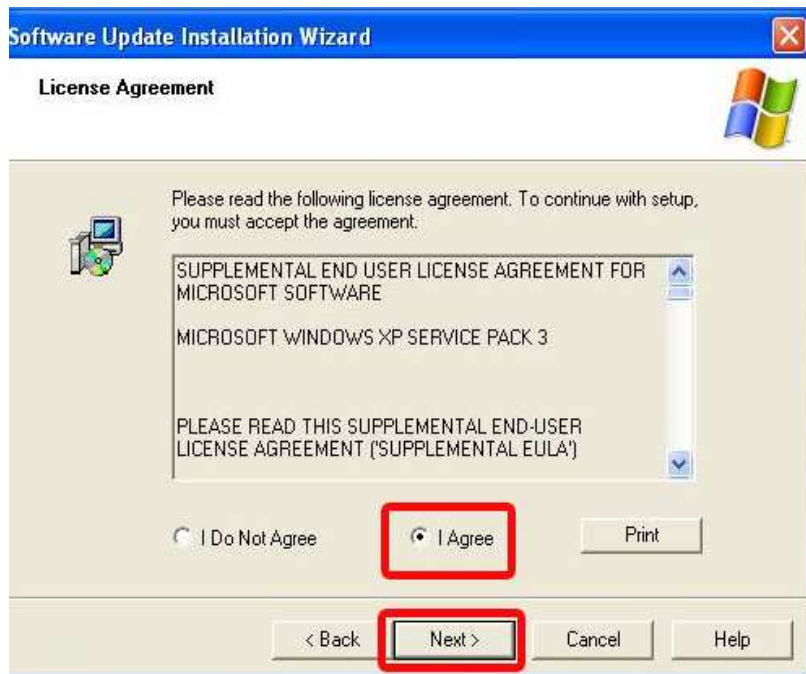 Software Update Installation Wizard
License Agreement
Please read the following license agreement. To continue with setup,
you must accept the agreement.
SUPPLEMENTAL END USER LICENSE AGREEMENT FOR
MICROSOFT SOFTWARE
MICROSOFT WINDOWS XP SERVICE PACK 3
PLEASE READ THIS SUPPLEMENTAL END-USER
LICENSE AGREEMENT ('SUPPLEMENTAL EULA')
I Do Not Agree
I Agree
Print
< Back
Next >
Cancel
Help